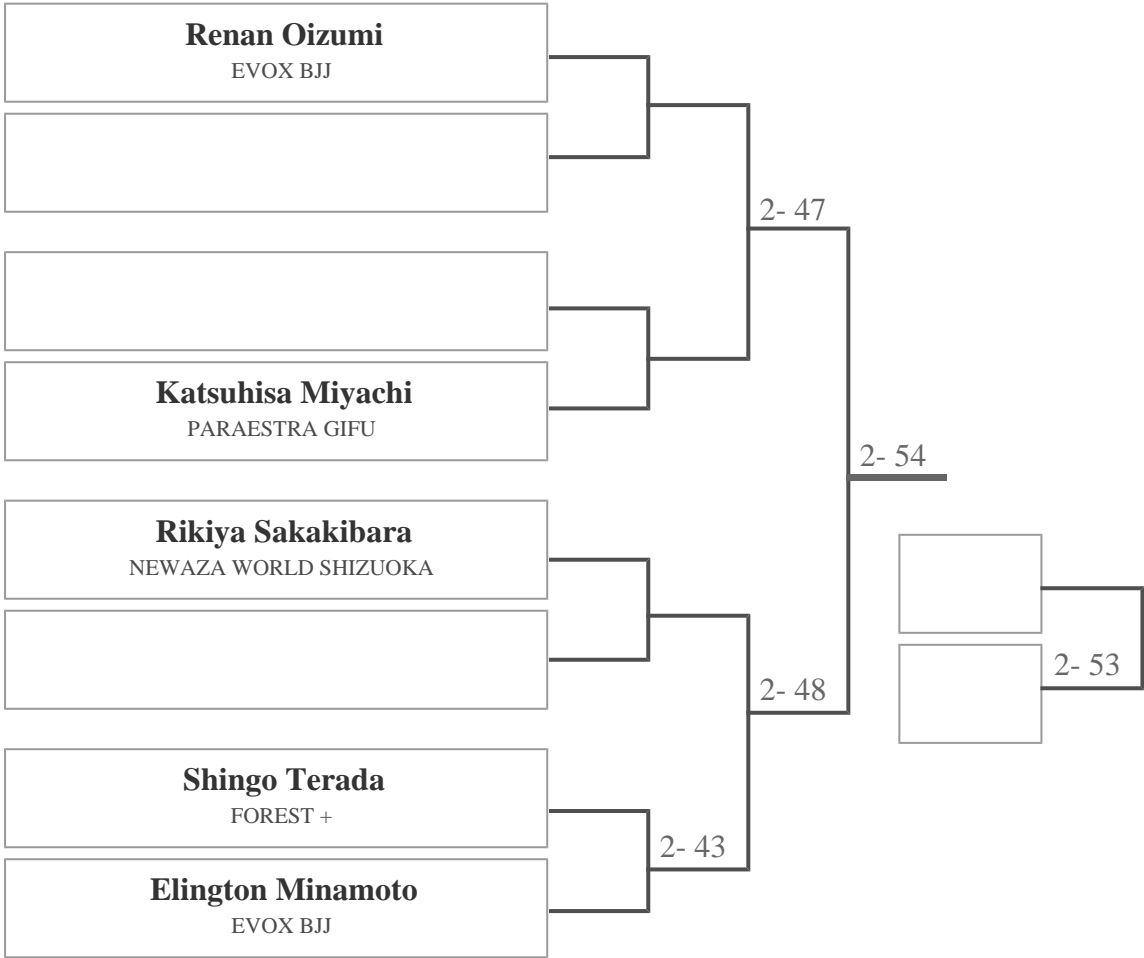 Renan Oizumi
EVOX BJJ
2- 47
Katsuhisa Miyachi
PARAESTRA GIFU
2- 54
Rikiya Sakakibara
NEWAZA WORLD SHIZUOKA
2- 53
2- 48
Shingo Terada
FOREST +
2- 43
Elington Minamoto
EVOX BJJ